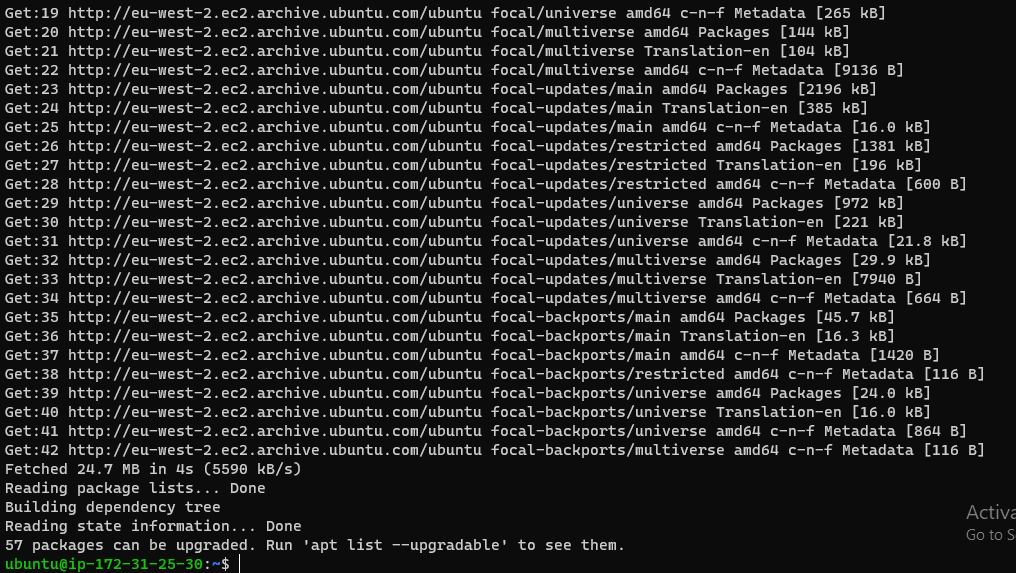 Get:19 http://eu-west-2.ec2.archive.ubuntu.com/ubuntu focal/universe amd64 c-n-f Metadata [265 kB]
Get:20 http://eu-west-2.ec2.archive.ubuntu.com/ubuntu focal/multiverse amd64 Packages [144 kB]
Get:21 http://eu-west-2.ec2.archive.ubuntu.com/ubuntu focal/multiverse Translation-en [104 kB]
Get:22 http://eu-west-2.ec2.archive.ubuntu.com/ubuntu focal/multiverse amd64 c-n-f Metadata [9136 B]
Get:23 http://eu-west-2.ec2.archive.ubuntu.com/ubuntu focal-updates/main amd64 Packages [2196 kB]
Get:24 http://eu-west-2.ec2.archive.ubuntu.com/ubuntu focal-updates/main Translation-en [385 kB]
Get:25 http://eu-west-2.ec2.archive.ubuntu.com/ubuntu focal-updates/main amd64 c-n-f Metadata [16.0 kB]
Get:26 http://eu-west-2.ec2.archive.ubuntu.com/ubuntu focal-updates/restricted amd64 Packages [1381 kB]
Get:27 http://eu-west-2.ec2.archive.ubuntu.com/ubuntu focal-updates/restricted Translation-en [196 kB]
Get:28 http://eu-west-2.ec2.archive.ubuntu.com/ubuntu focal-updates/restricted amd64 c-n-f Metadata [600 B]
Get:29 http://eu-west-2.ec2.archive.ubuntu.com/ubuntu focal-updates/universe amd64 Packages [972 kB]
Get:30 http://eu-west-2.ec2.archive.ubuntu.com/ubuntu focal-updates/universe Translation-en [221 kB]
Get:31 http://eu-west-2.ec2.archive.ubuntu.com/ubuntu focal-updates/universe amd64 c-n-f Metadata [21.8 kB]
Get:32 http://eu-west-2.ec2.archive.ubuntu.com/ubuntu focal-updates/multiverse amd64 Packages [29.9 kB]
Get:33 http://eu-west-2.ec2.archive.ubuntu.com/ubuntu focal-updates/multiverse Translation-en [7940 B]
Get:34 http://eu-west-2.ec2.archive.ubuntu.com/ubuntu focal-updates/multiverse amd64 c-n-f Metadata [664 B]
Get:35 http://eu-west-2.ec2.archive.ubuntu.com/ubuntu focal-backports/main amd64 Packages [45.7 kB]
Get:36 http://eu-west-2.ec2.archive.ubuntu.com/ubuntu focal-backports/main Translation-en [16.3 kB]
Get:37 http://eu-west-2.ec2.archive.ubuntu.com/ubuntu focal-backports/main amd64 c-n-f Metadata [1420 B]
Get:38 http://eu-west-2.ec2.archive.ubuntu.com/ubuntu focal-backports/restricted amd64 c-n-f Metadata [116 B]
Get:39 http://eu-west-2.ec2.archive.ubuntu.com/ubuntu focal-backports/universe amd64 Packages [24.0 kB]
Get:40 http://eu-west-2.ec2.archive.ubuntu.com/ubuntu focal-backports/universe Translation-en [16.0 kB]
Get:41 http://eu-west-2.ec2.archive.ubuntu.com/ubuntu focal-backports/universe amd64 c-n-f Metadata [864 B]
Get:42 http://eu-west-2.ec2.archive.ubuntu.com/ubuntu focal-backports/multiverse amd64 c-n-f Metadata [116 B]
Fetched 24.7 MB in 4s (5590 kB/s)
Reading package lists... Done
Building dependency tree
Reading state information... Done
57 packages can be upgraded. Run 'apt list --upgradable' to see them.
ubuntu@ip-172-31-25-30:~$
Activa
Go to S